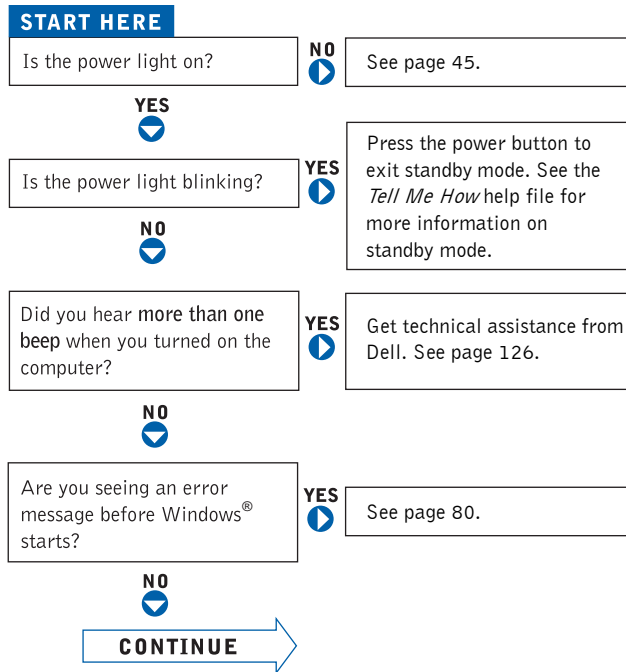 START HERE
Is the power light on?
NO
See page 45.
YES
Is the power light blinking?
YES
Press the power button to
exit standby mode. See the
Tell Me How help file for
more information on
standby mode.
NO
Did you hear more than one
beep when you turned on the
computer?
YES
Get technical assistance from
Dell. See page 126.
NO
Are you seeing an error
message before Windows®
starts?
YES
See page 80.
NO
CONTINUE